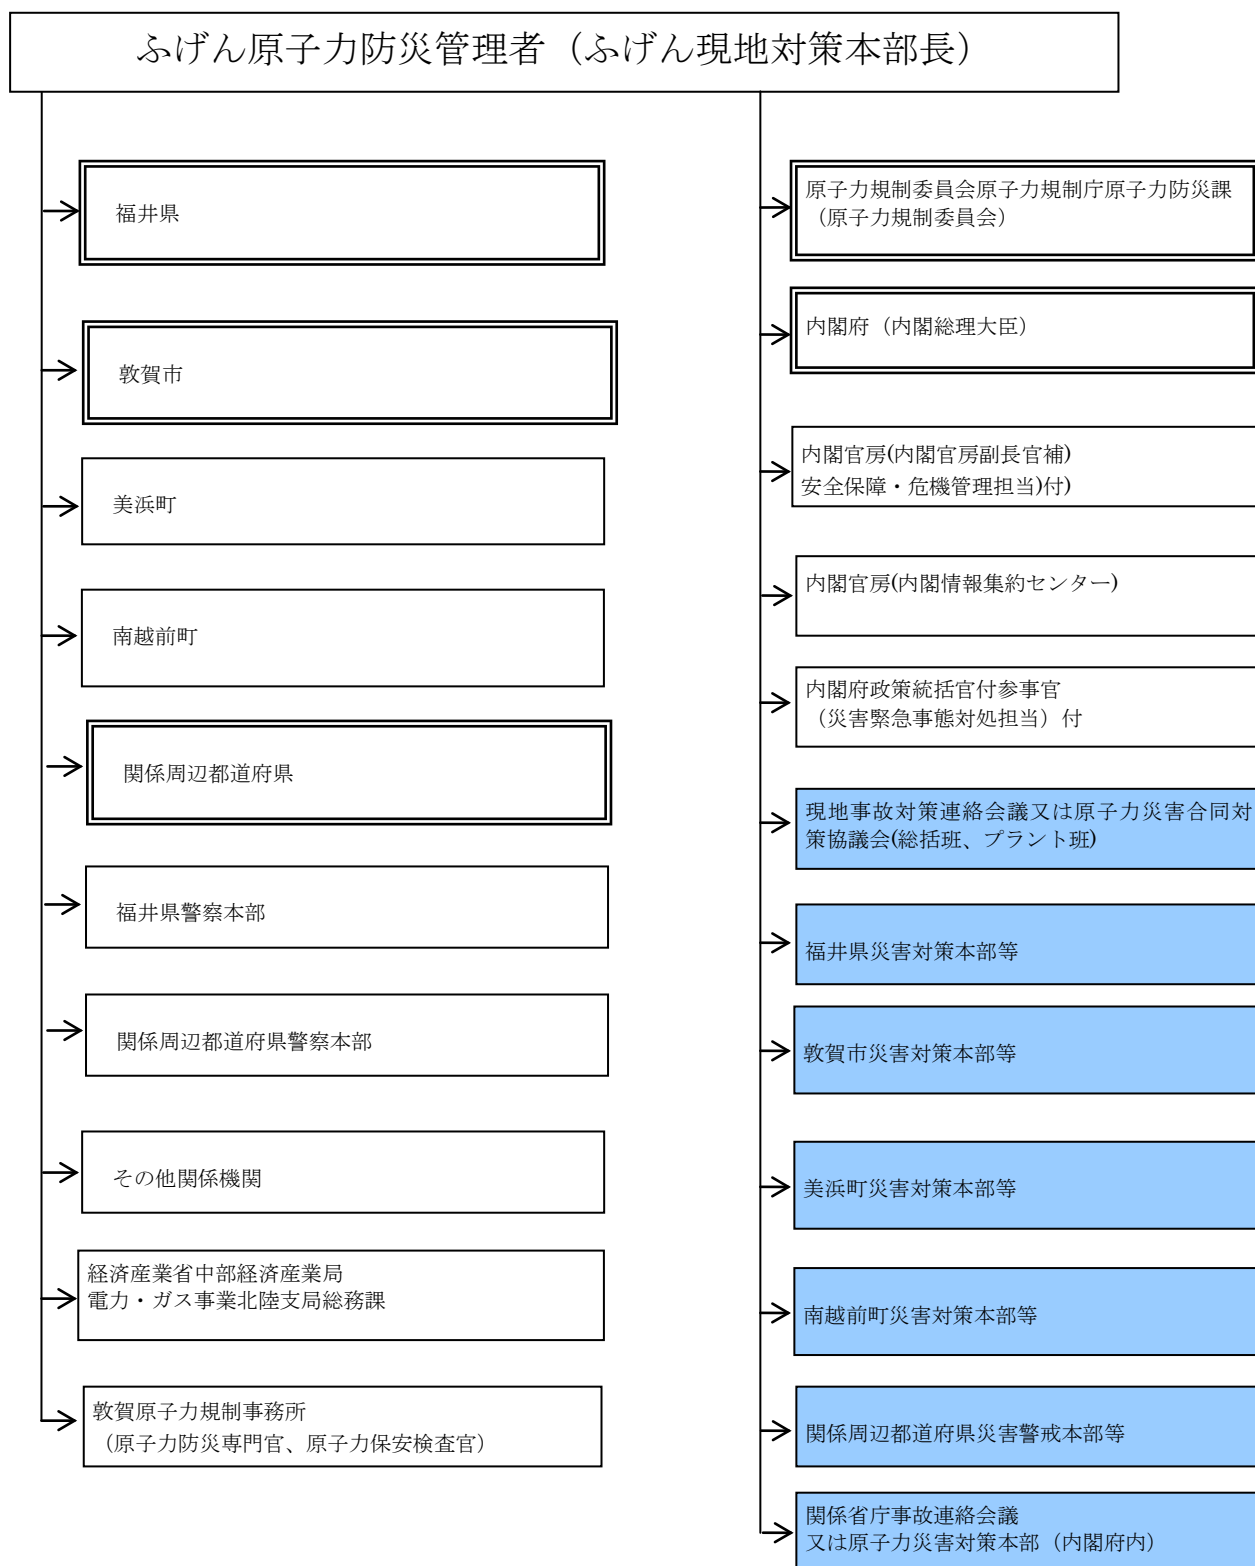 ふげん原子力防災管理者（ふげん現地対策本部長）
福井県
敦賀市
美浜町
南越前町
関係周辺都道府県
福井県警察本部
関係周辺都道府県警察本部
その他関係機関
経済産業省中部経済産業局
電力・ガス事業北陸支局総務課
敦賀原子力規制事務所
（原子力防災専門官、原子力保安検査官）
原子力規制委員会原子力規制庁原子力防災課
（原子力規制委員会）
内閣府（内閣総理大臣）
内閣官房(内閣官房副長官補)
安全保障・危機管理担当)付)
内閣官房(内閣情報集約センター)
内閣府政策統括官付参事官
（災害緊急事態対処担当）付
現地事故対策連絡会議又は原子力災害合同対
策協議会(総括班、プラント班)
福井県災害対策本部等
敦賀市災害対策本部等
美浜町災害対策本部等
南越前町災害対策本部等
関係周辺都道府県災害警戒本部等
関係省庁事故連絡会議
又は原子力災害対策本部（内閣府内）